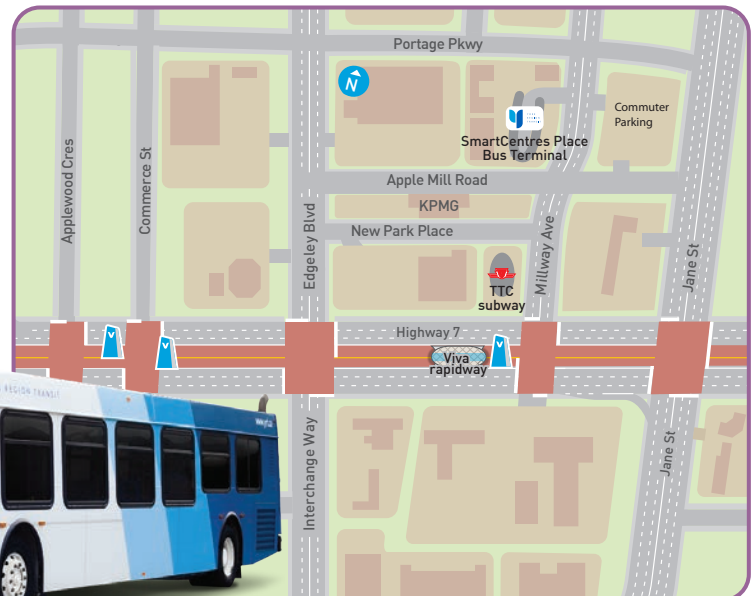 Portage Pkwy
N
Commuter
Parking
SmartCentres Place
Bus Terminal
Applewood Cres
Commerce St
Edgeley Blvd
Apple Mill Road
KPMG
New Park Place
Millway Ave
Jane St
TTC
subway
Highway 7
V
V
V
Viva
rapidway
REGION TRANSIT
Interchange Way
Jane St